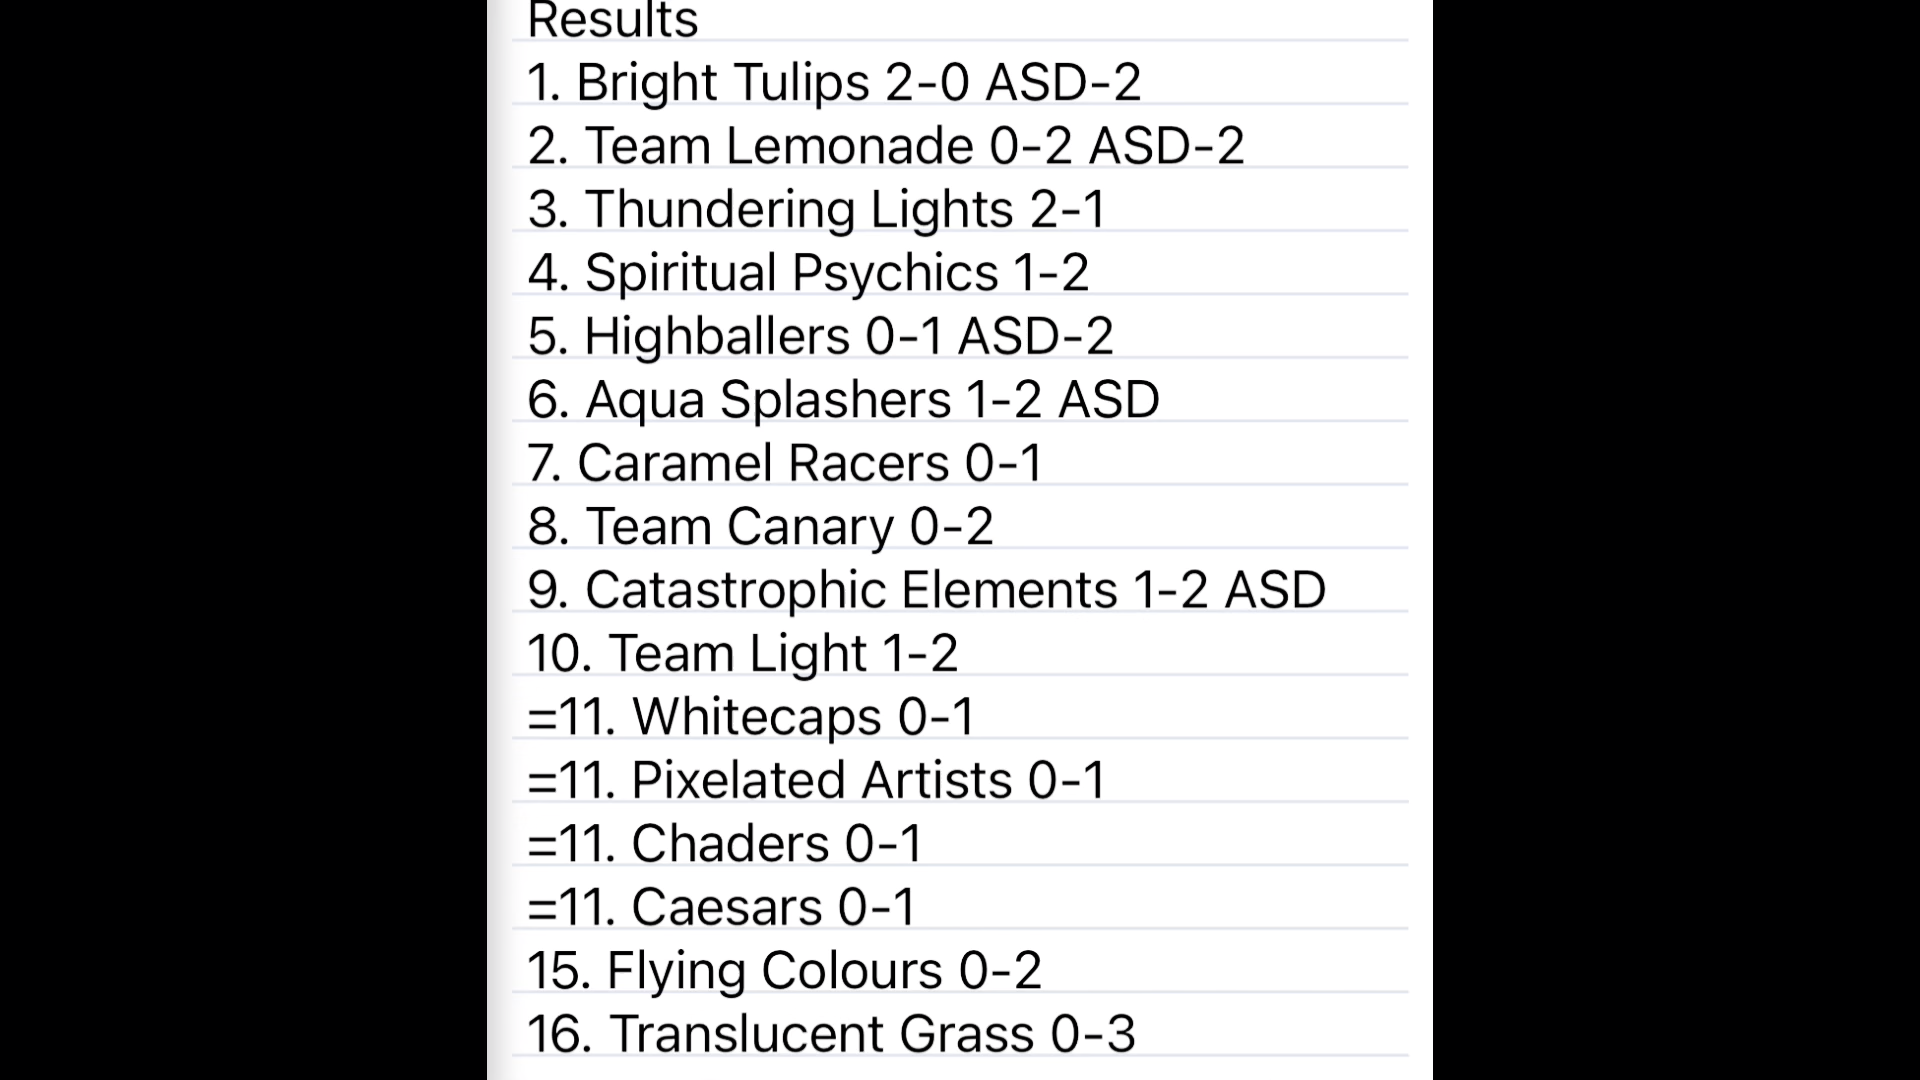 Results
1. Bright Tulips 2-0 ASD-2
2. Team Lemonade 0-2 ASD-2
3. Thundering Lights 2-1
4. Spiritual Psychics 1-2
5. Highballers 0-1 ASD-2
6. Aqua Splashers 1-2 ASD
7. Caramel Racers 0-1
8. Team Canary 0-2
9. Catastrophic Elements 1-2 ASD
10. Team Light 1-2
=11. Whitecaps 0-1
=11. Pixelated Artists 0-1
=11. Chaders 0-1
=11. Caesars 0-1
15. Flying Colours 0-2
16. Translucent Grass 0-3